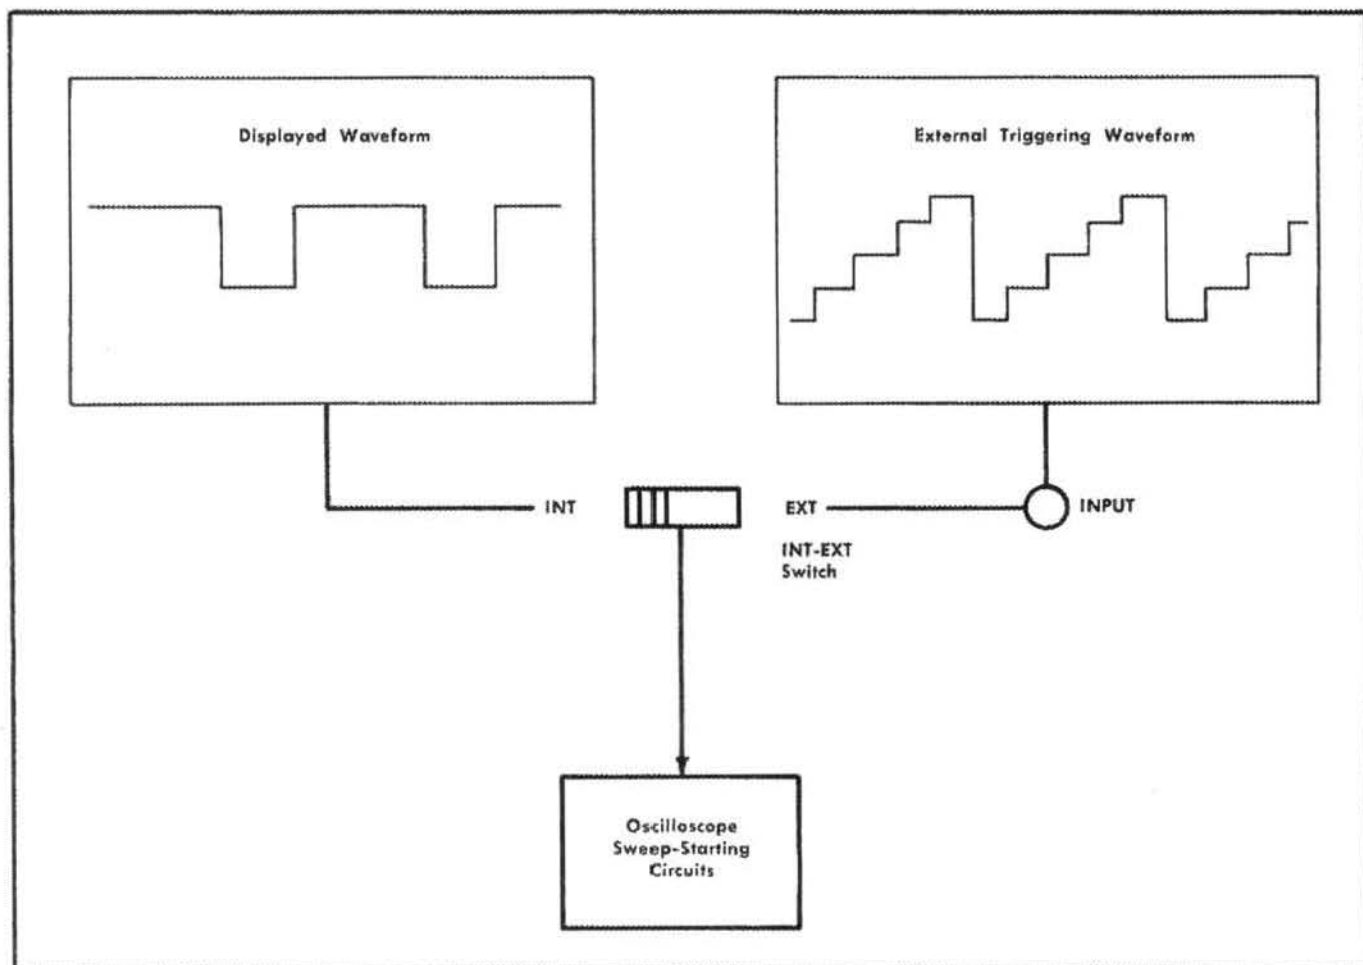 Displayed Waveform
External Triggering Waveform
INT
EXT
INPUT
INT-EXT
Switch
Oscilloscope
Sweep-Starting
Circuits